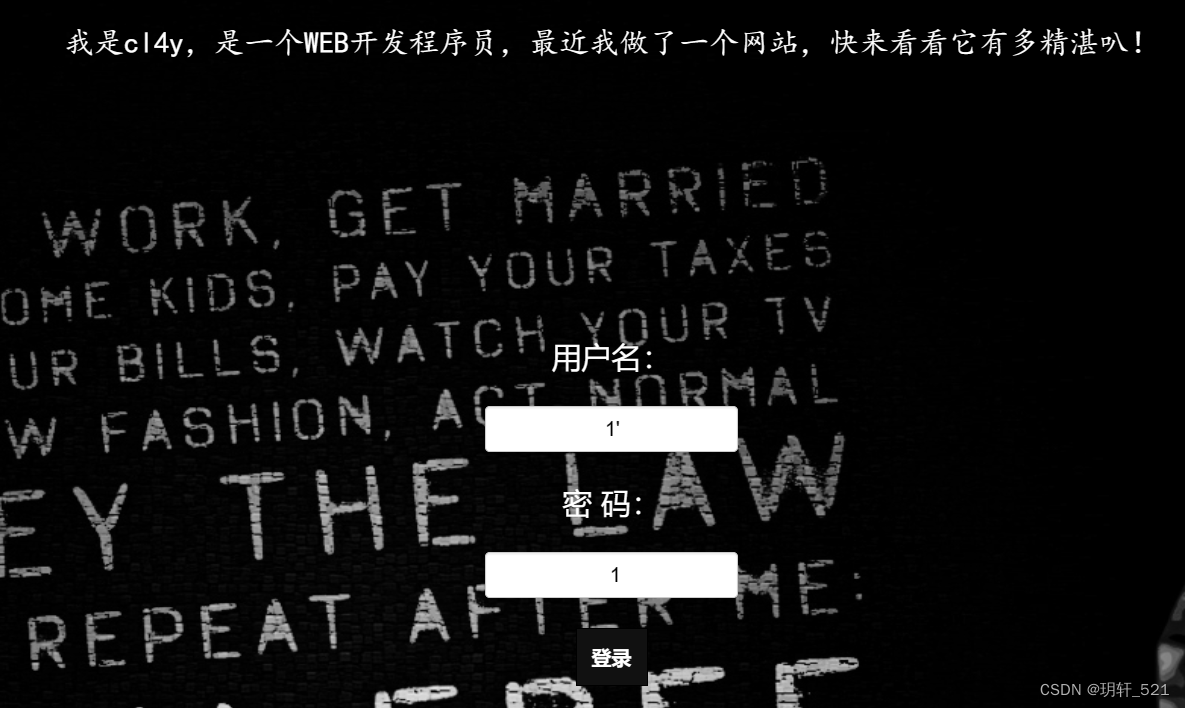 我是cl4y，是一个WEB开发程序员，最近我做了一个网站，快来看看它有多精湛叭！
WORK, GET MARRIED
OME KIDS, PAY YOUR TAXES
UR BILLS, WATCH YOUR TV
W FASHION, ACT NORMAL
EY THE LAW
REPEAT AFTER ME:
FREE
用户名：
1'
密 码：
1
登录
CSDN @玥轩_521